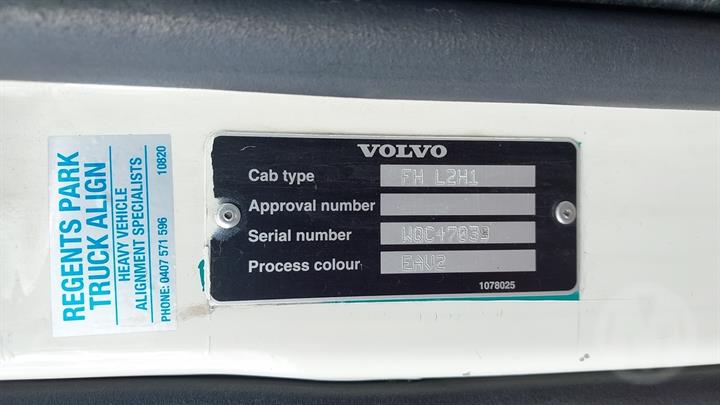 REGENTS PARK
TRUCK ALIGN
HEAVY VEHICLE
ALIGNMENT SPECIALISTS
PHONE: 0407 571 596 10820
VOLVO
Cab type FH L2H1
Approval number
Serial number WQC47039
Process colour EAV2
1078025